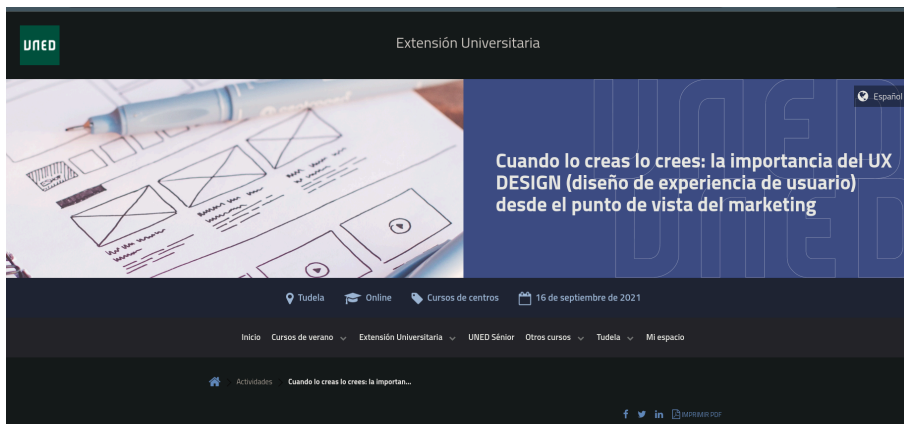 UNED
Extensión Universitaria
Español
Cuando lo creas lo crees: la importancia del UX
DESIGN (diseño de experiencia de usuario)
desde el punto de vista del marketing
Tudela Online Cursos de centros 16 de septiembre de 2021
Inicio Cursos de verano Extensión Universitaria UNED Sénior Otros cursos Tudela Mi espacio
Actividades Cuando lo creas lo crees: la importan...
IMPRIMIR PDF